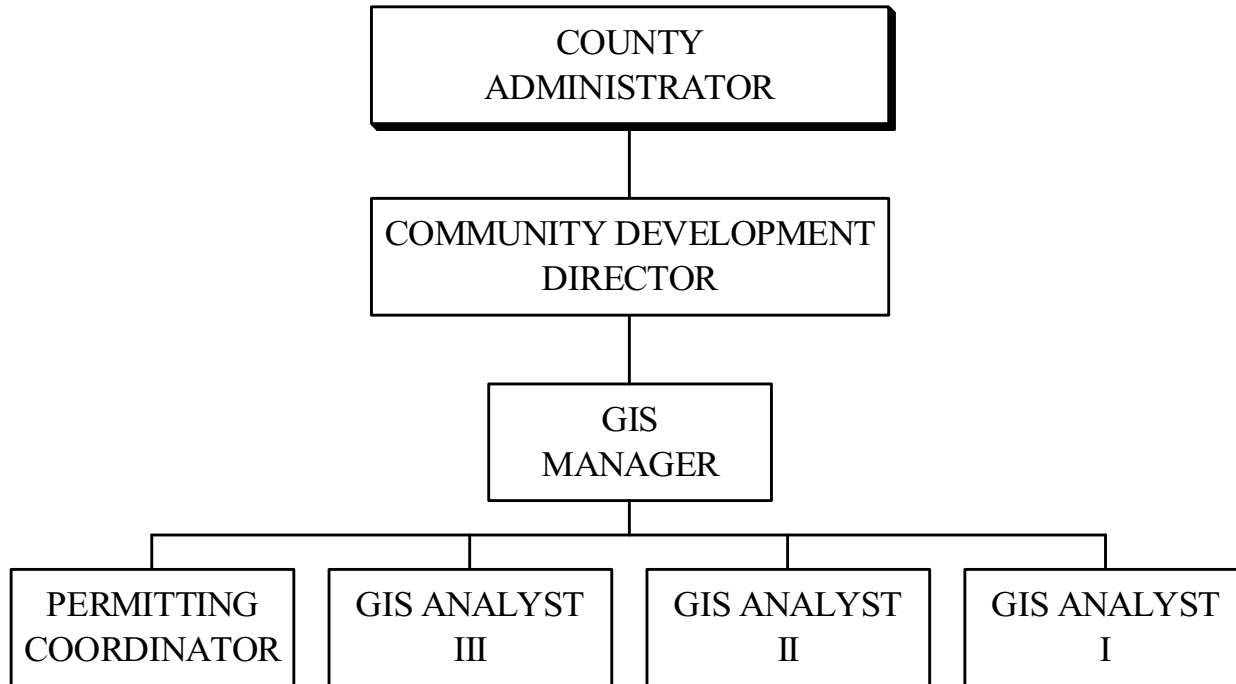 COUNTY
ADMINISTRATOR
COMMUNITY DEVELOPMENT
DIRECTOR
GIS
MANAGER
PERMITTING
COORDINATOR
GIS ANALYST
III
GIS ANALYST
II
GIS ANALYST
I